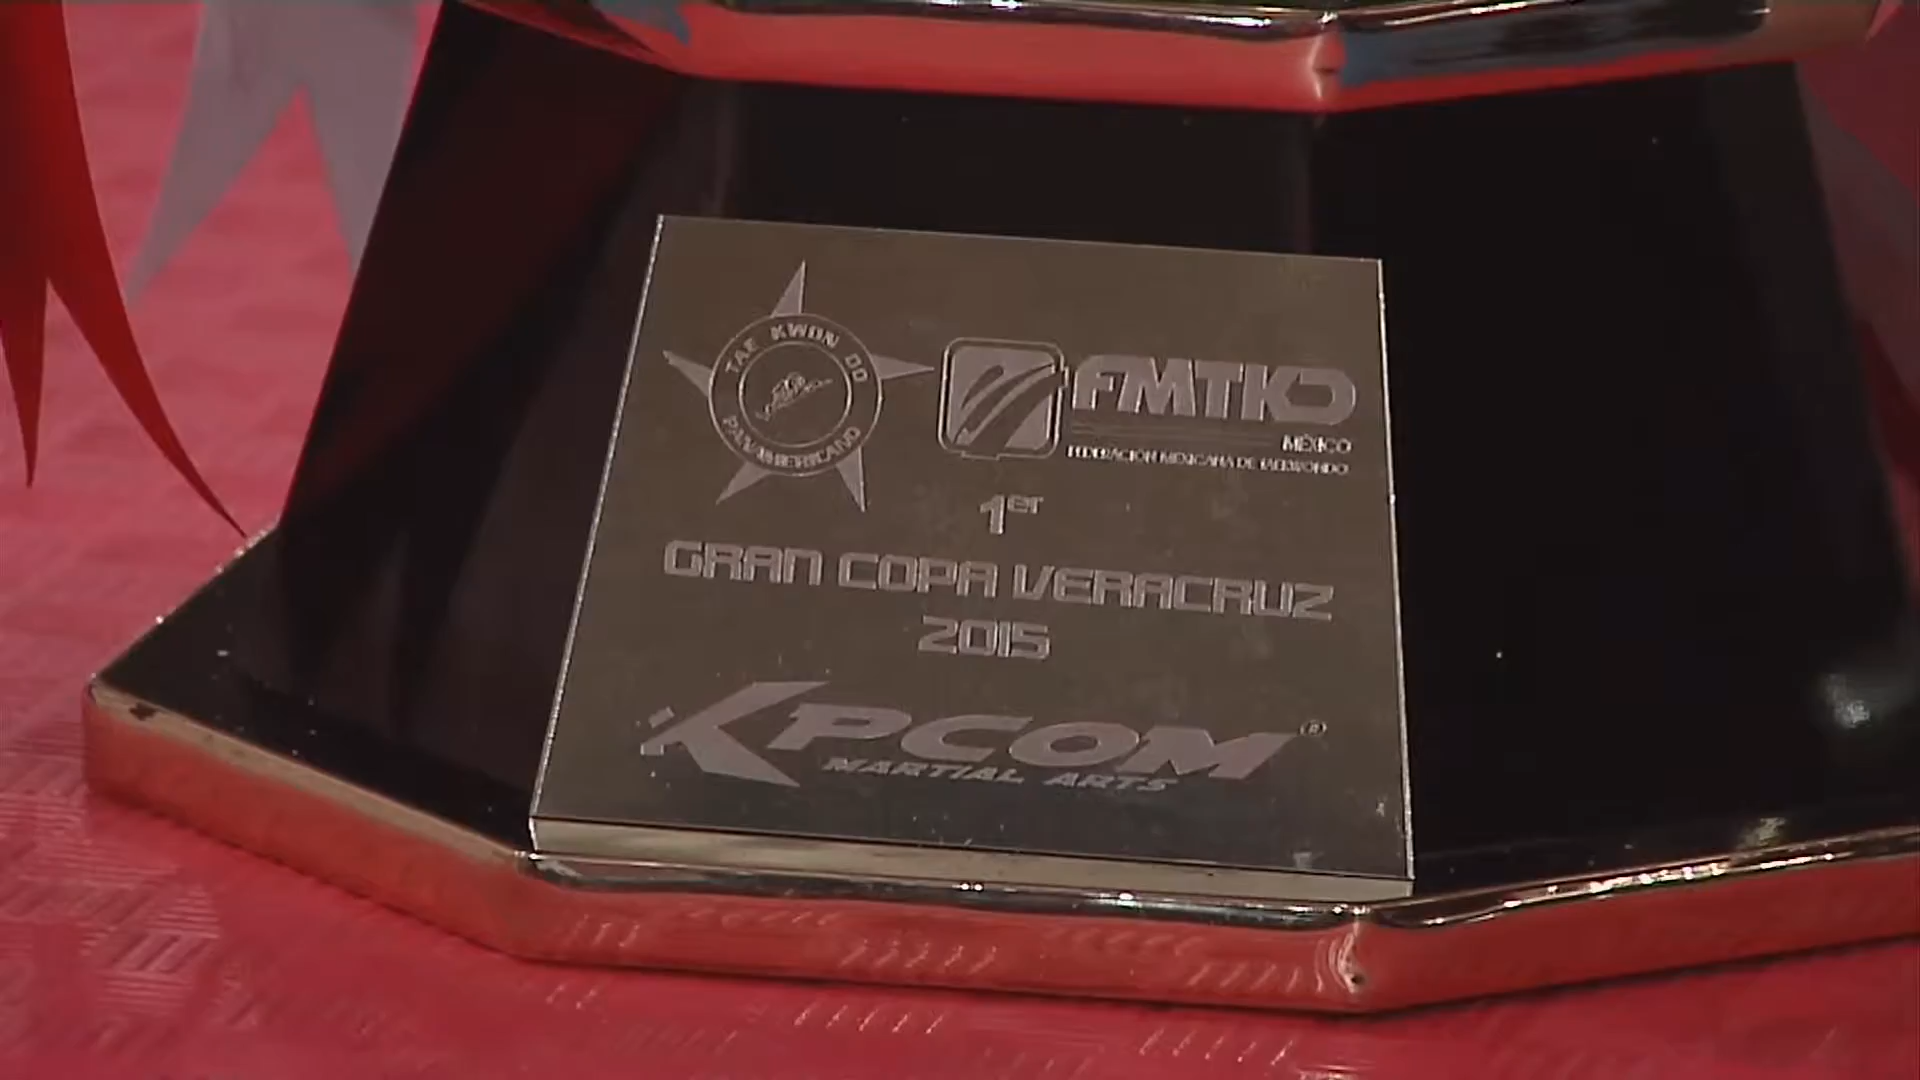 TAE KWON DO
PANAMERICANO
FMTKD
MÉXICO
FEDERACIÓN MEXICANA DE TAEKWONDO
1er
GRAN COPA VERACRUZ
2015
KPCOM®
MARTIAL ARTS